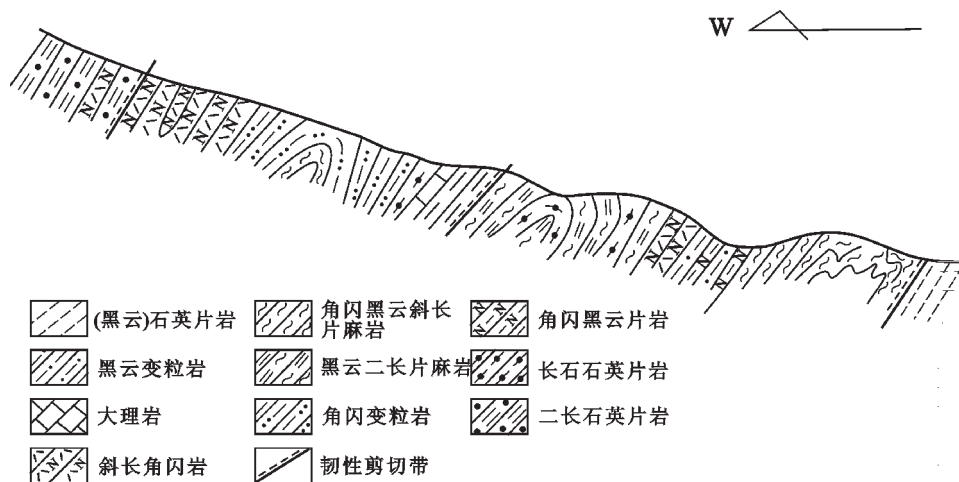 W
(黑云)石英片岩
角闪黑云斜长
片麻岩
角闪黑云片岩
黑云变粒岩
黑云二长片麻岩
长石石英片岩
大理岩
角闪变粒岩
二长石英片岩
斜长角闪岩
韧性剪切带